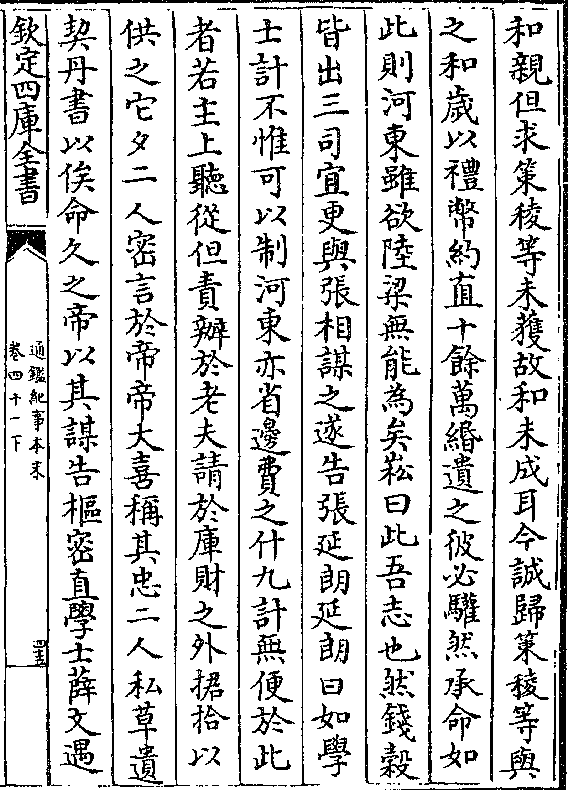 和親但求䇿稜等未獲故和未成耳今誠歸䇿稜等與
之和歲以禮幣約直十餘萬緡遺之彼必驩然承命如
此則河東雖欲陸梁無能為矣崧曰此吾志也然錢穀
皆出三司宜更與張相謀之遂告張延朗延朗曰如學
士計不惟可以制河東亦省邊費之什九計無便於此
者若主上聽從但責辦於老夫請於庫財之外捃拾以
供之它夕二人密言於帝帝大喜稱其忠二人私草遺
契丹書以俟命久之帝以其謀告樞密直學士薛文遇
欽定四庫全書
通鑑紀事本末
卷四十一下